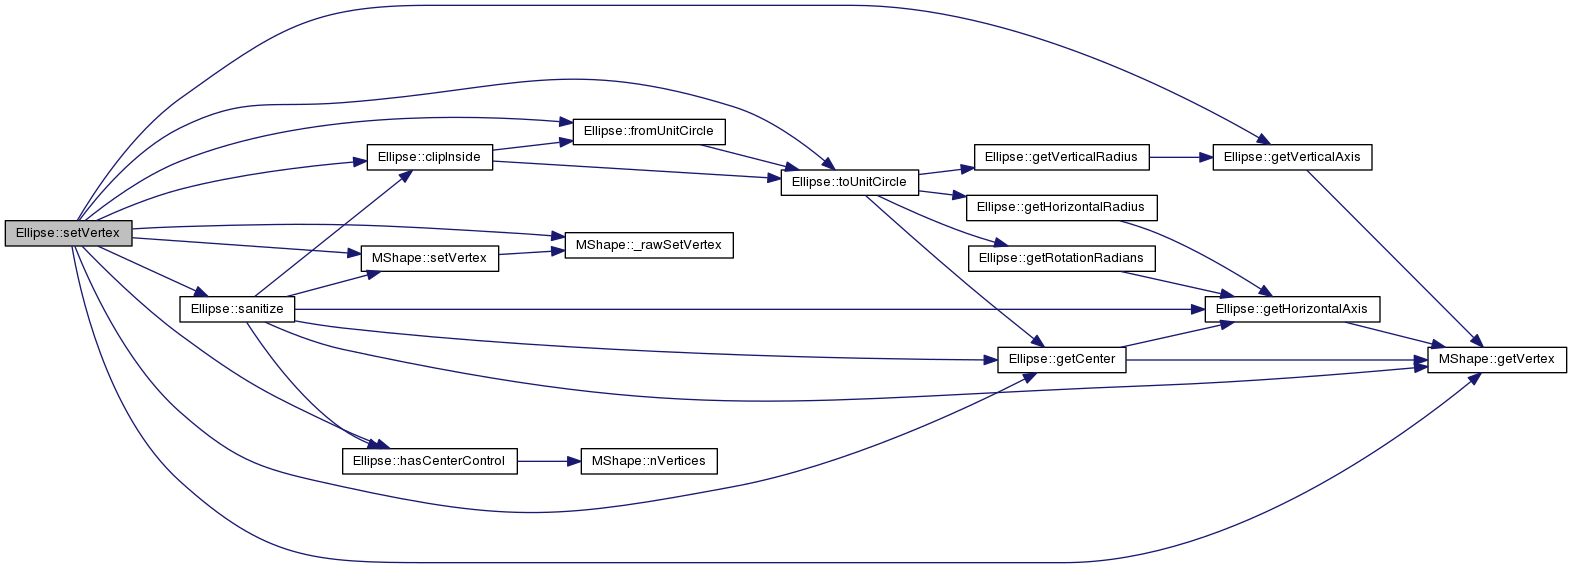 Ellipse::setVertex
Ellipse::clipInside
Ellipse::fromUnitCircle
MShape::setVertex
MShape::_rawSetVertex
Ellipse::sanitize
Ellipse::hasCenterControl
MShape::nVertices
Ellipse::toUnitCircle
Ellipse::getVerticalRadius
Ellipse::getHorizontalRadius
Ellipse::getRotationRadians
Ellipse::getCenter
Ellipse::getVerticalAxis
Ellipse::getHorizontalAxis
MShape::getVertex